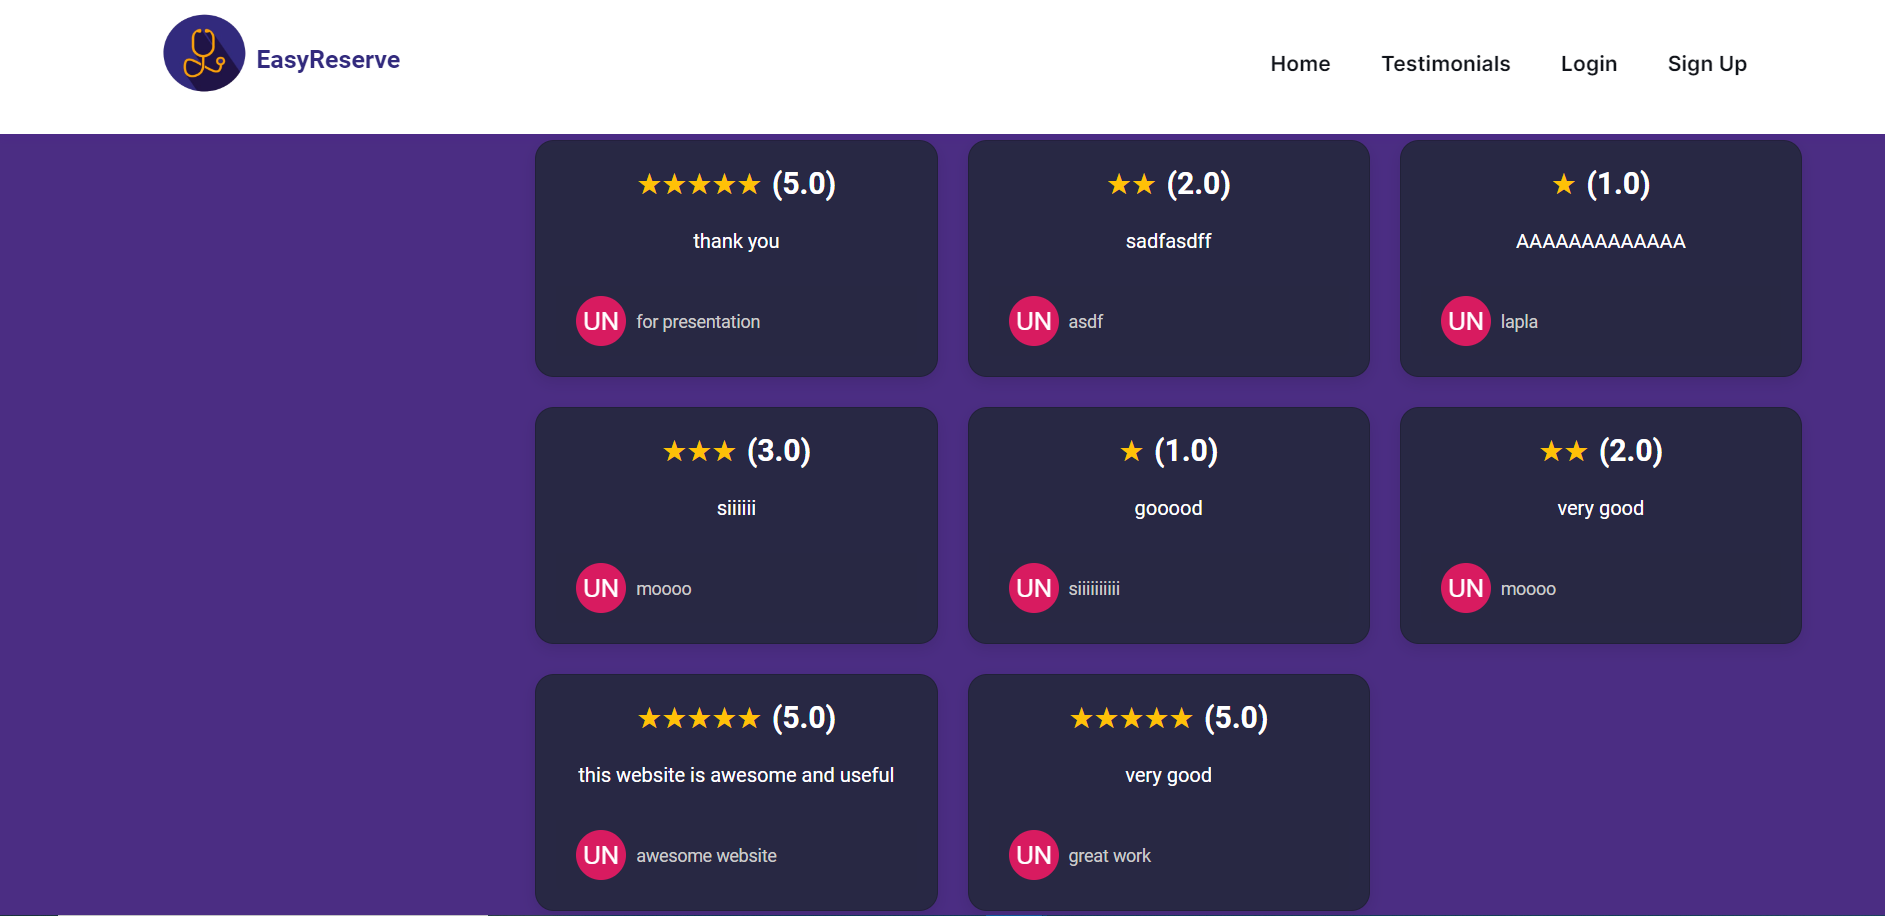 EasyReserve
Home Testimonials Login Sign Up
★★★★★ (5.0)
thank you
UN for presentation
★★ (2.0)
sadfasdff
UN asdf
★ (1.0)
AAAAAAAAAAAAA
UN lapla
★★★ (3.0)
siiiiii
UN moooo
★ (1.0)
gooood
UN siiiiiiiiii
★★ (2.0)
very good
UN moooo
★★★★★ (5.0)
this website is awesome and useful
UN awesome website
★★★★★ (5.0)
very good
UN great work